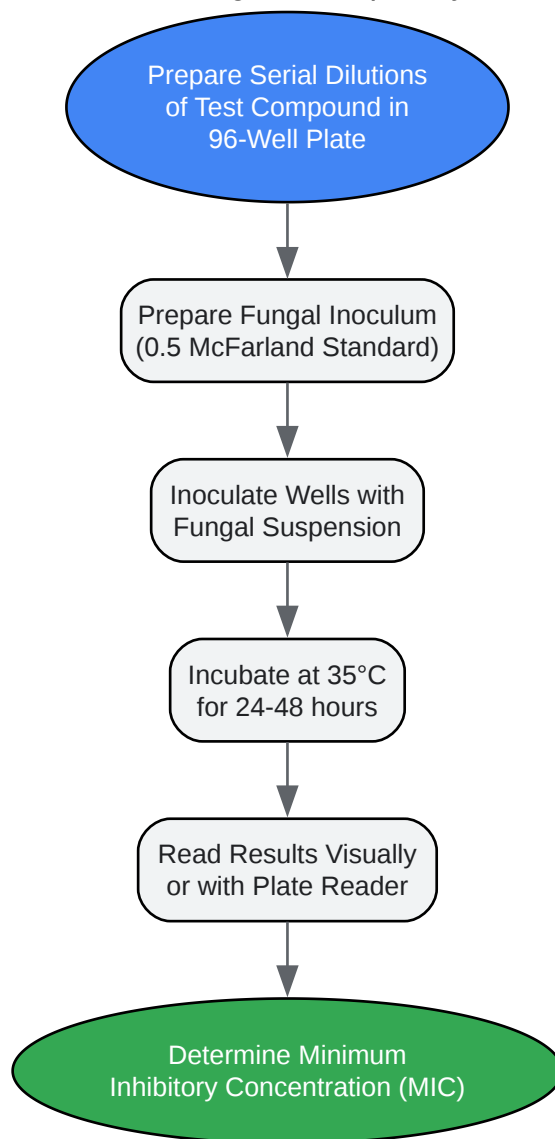 Prepare Serial Dilutions
of Test Compound in
96-Well Plate
Prepare Fungal Inoculum
(0.5 McFarland Standard)
Inoculate Wells with
Fungal Suspension
Incubate at 35°C
for 24-48 hours
Read Results Visually
or with Plate Reader
Determine Minimum
Inhibitory Concentration (MIC)